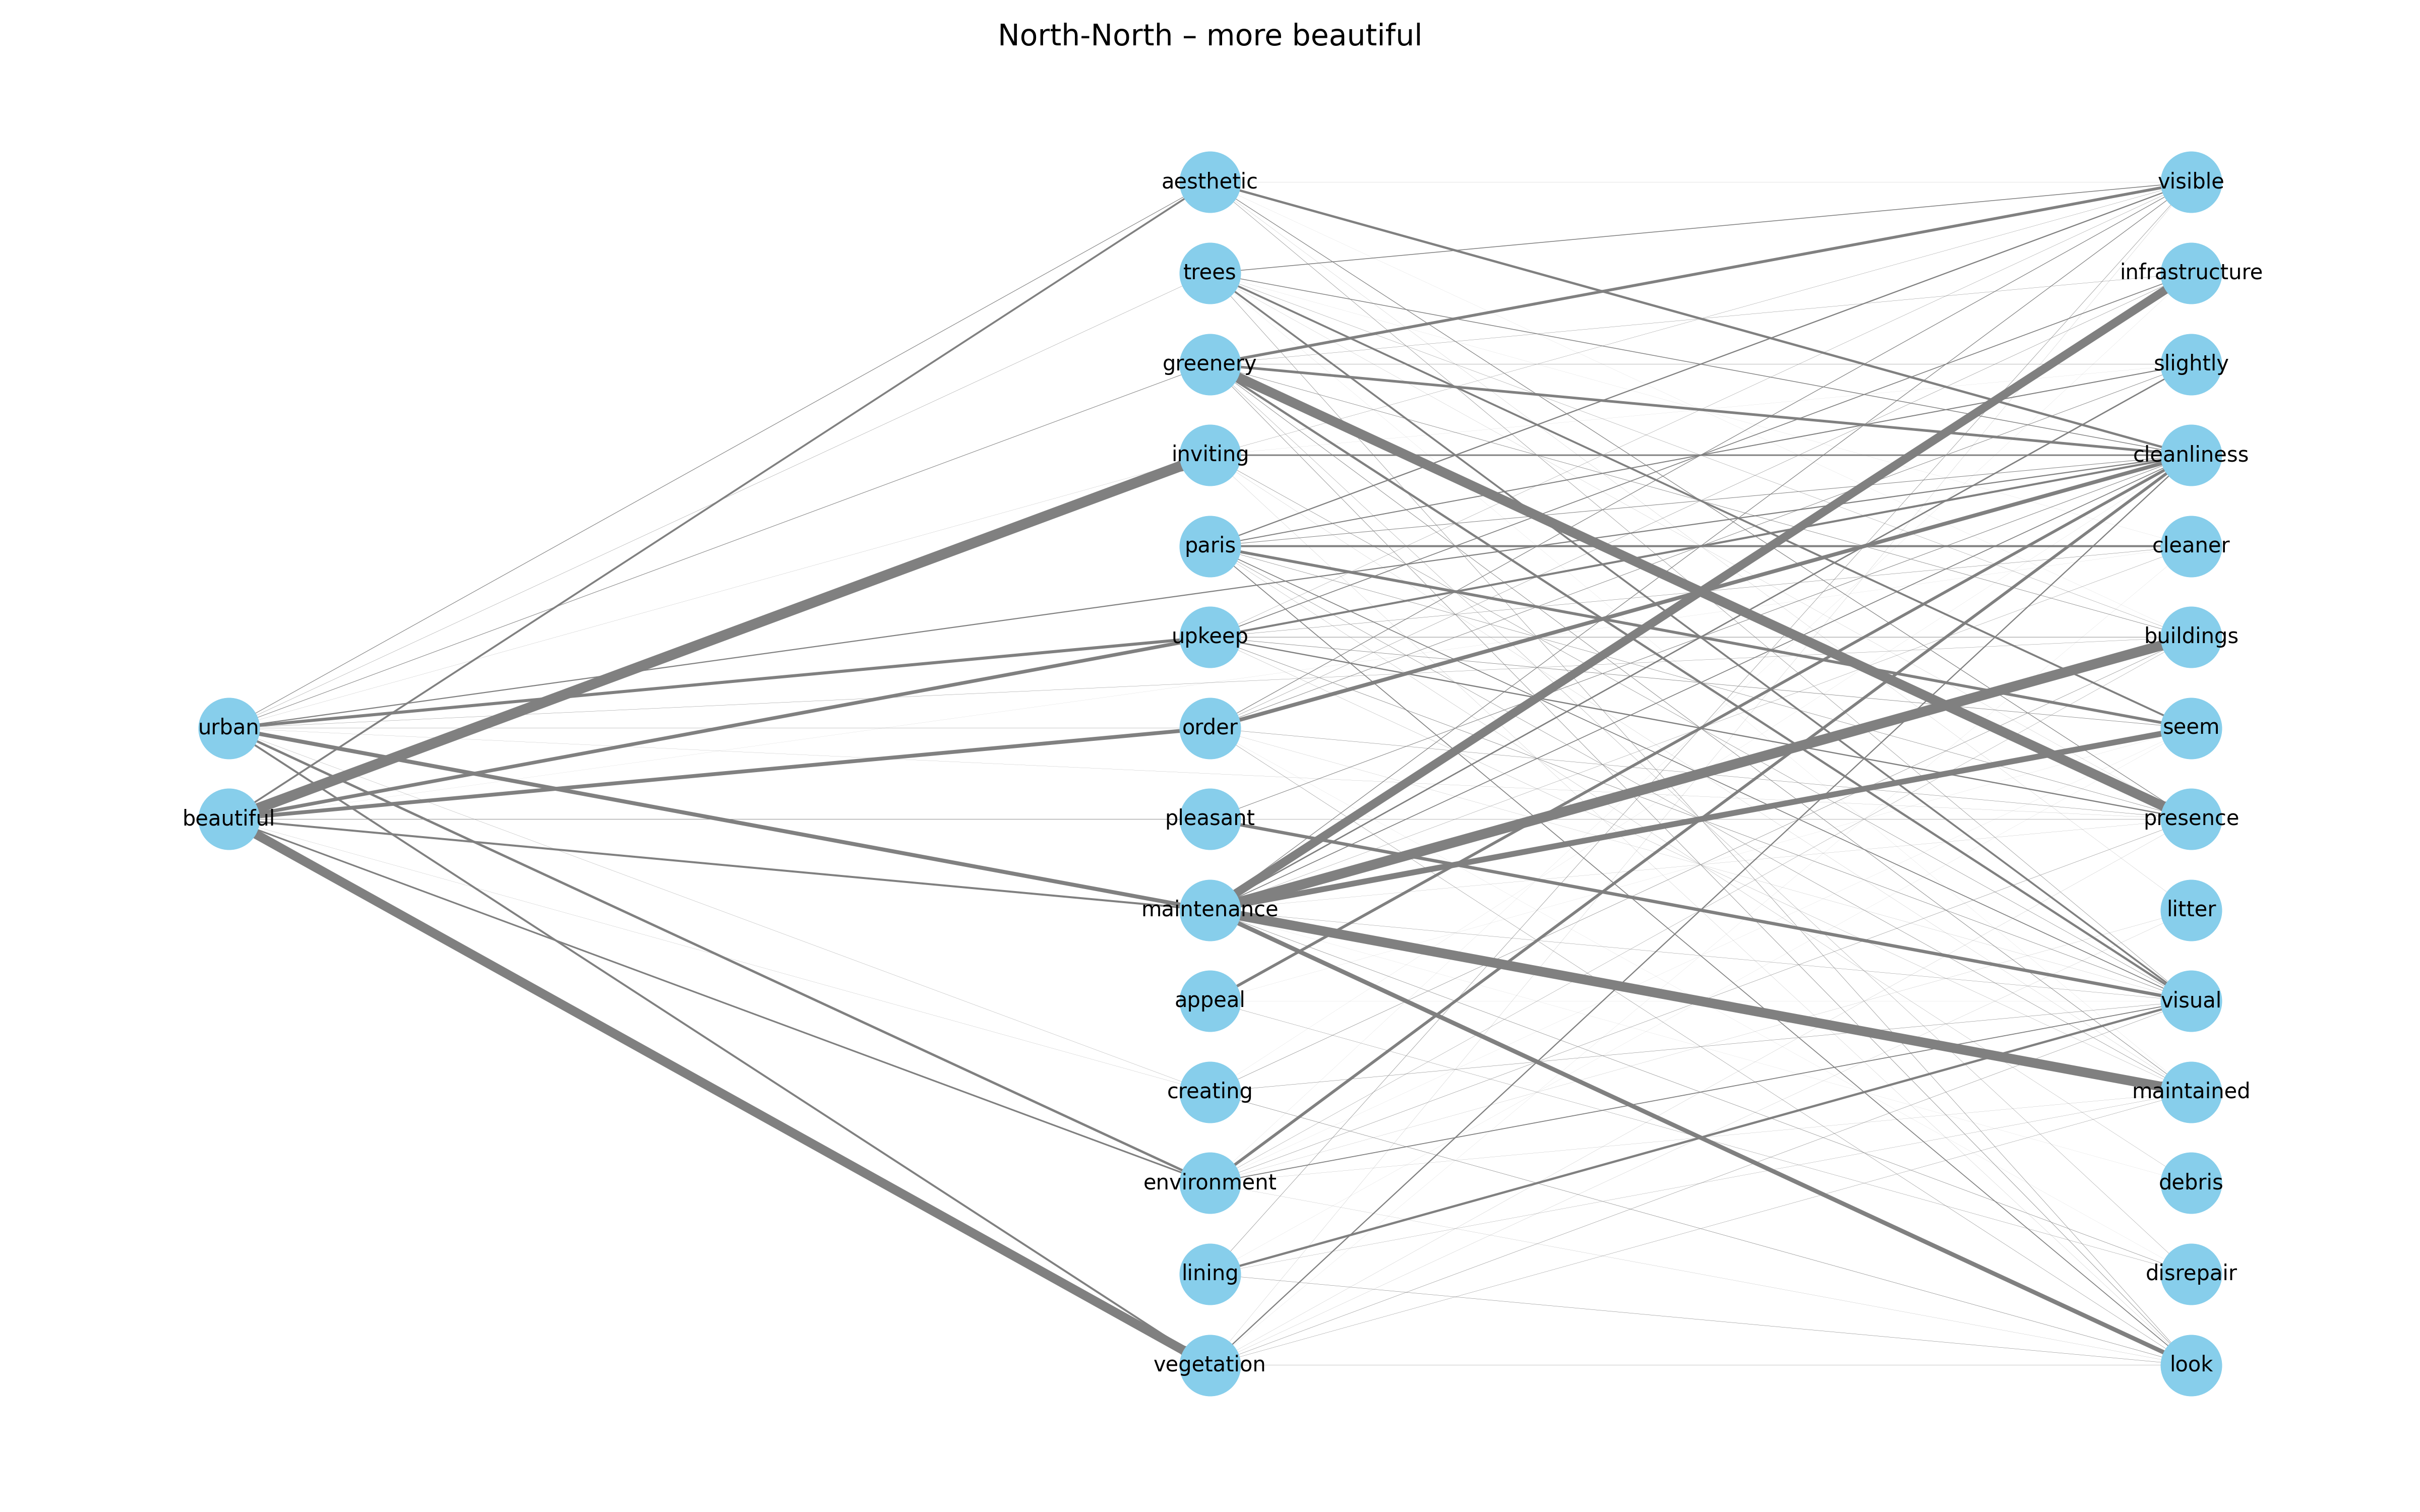 North-North – more beautiful
urban
beautiful
aesthetic
trees
greenery
inviting
paris
upkeep
order
pleasant
maintenance
appeal
creating
environment
lining
vegetation
visible
infrastructure
slightly
cleanliness
cleaner
buildings
seem
presence
litter
visual
maintained
debris
disrepair
look